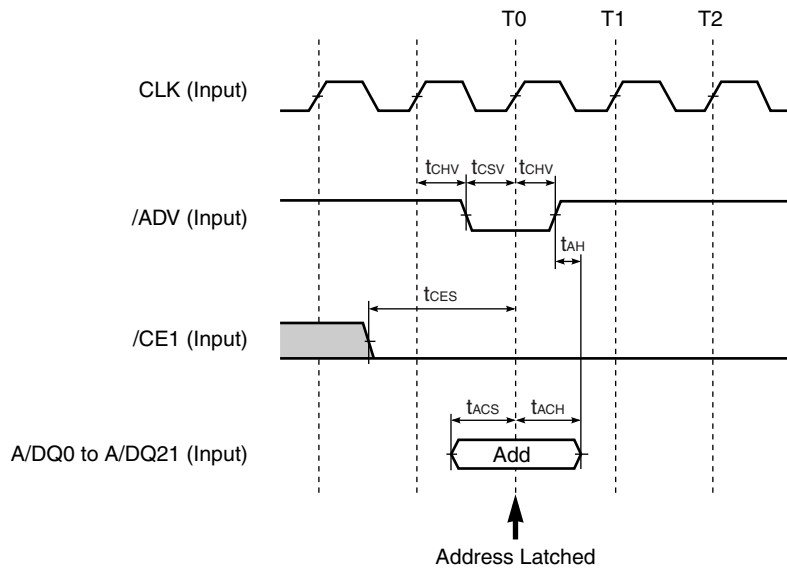 T0 T1 T2
CLK (Input)
tCHV tCSV tCHV
/ADV (Input)
tAH
tCES
/CE1 (Input)
tACS tACH
A/DQ0 to A/DQ21 (Input) Add
Address Latched